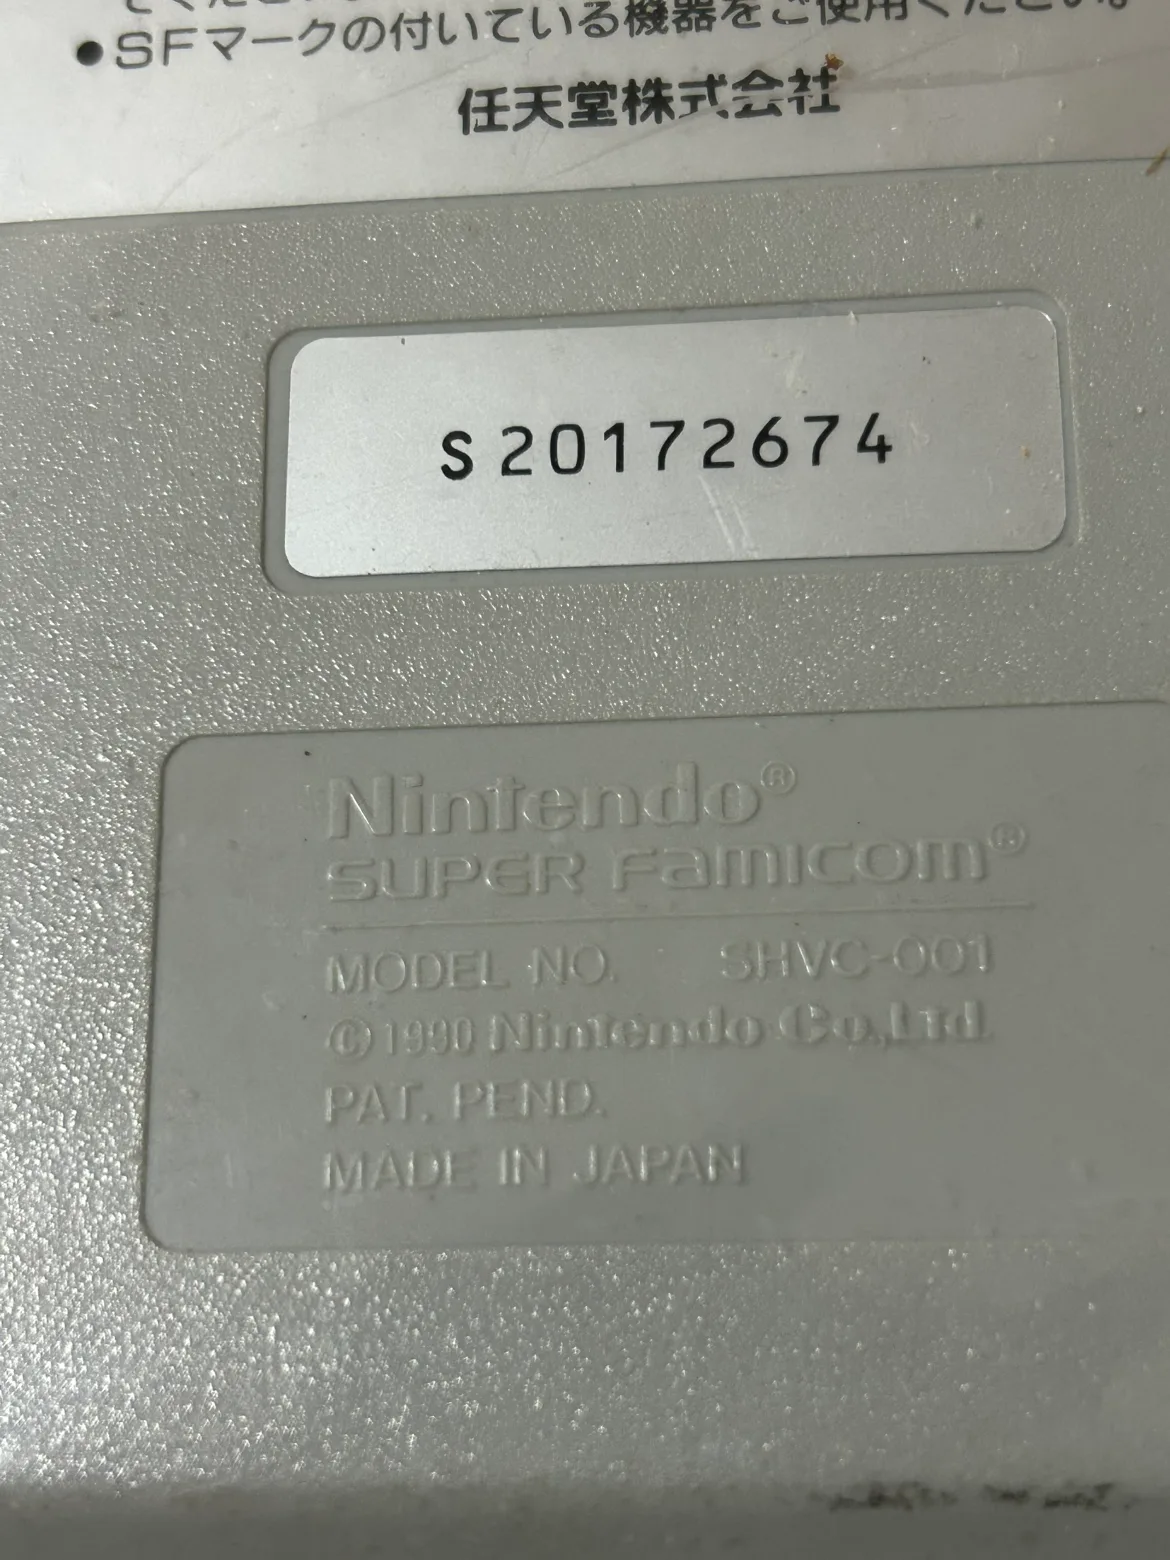 ●SFマークの付いている機器をご使用ください。
任天堂株式会社
S20172674
Nintendo®
SUPER FAMICOM®
MODEL NO. SHVC-001
©1990 Nintendo Co.,Ltd.
PAT. PEND.
MADE IN JAPAN